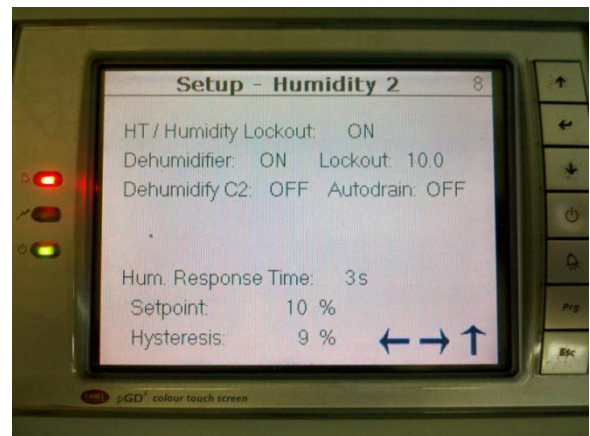 Setup - Humidity 2 8
HT / Humidity Lockout: ON
Dehumidifier: ON Lockout: 10.0
Dehumidify C2: OFF Autodrain: OFF
Hum. Response Time: 3s
Setpoint: 10 %
Hysteresis: 9 %
Prg
Esc
CAREL pGD² colour touch screen